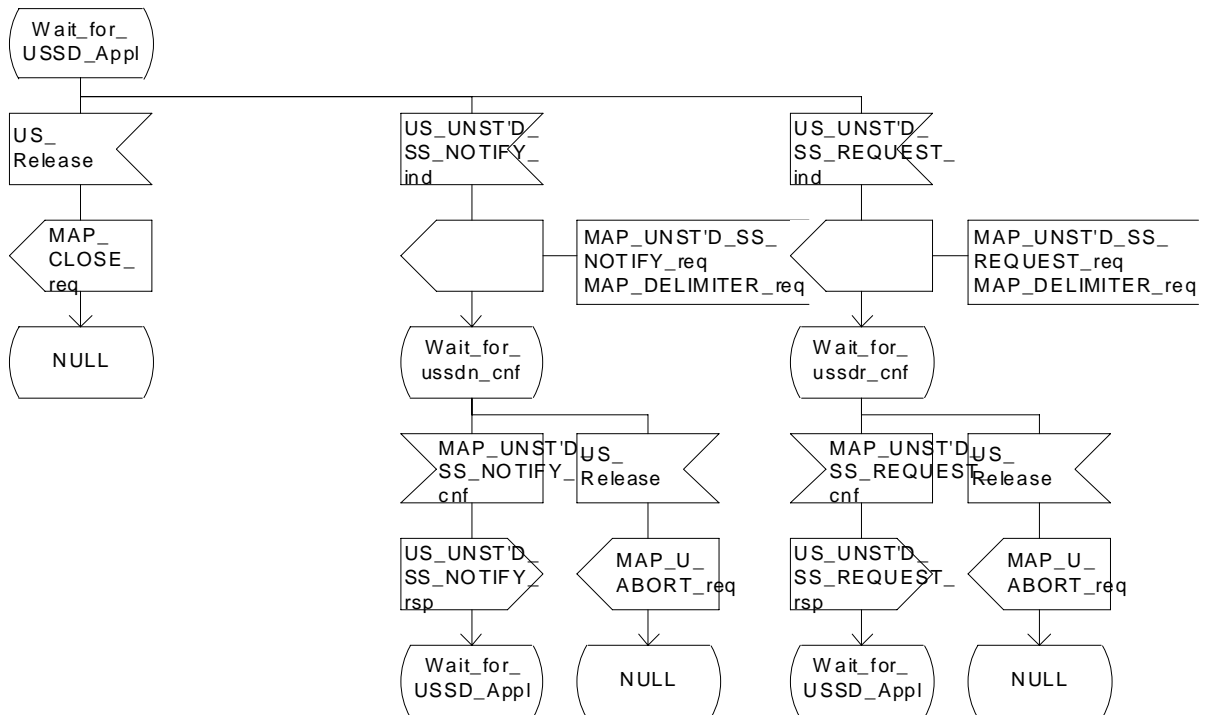 Wait_for_
USSD_Appl
US_
Release
US_UNST'D_
SS_NOTIFY_
ind
US_UNST'D_
SS_REQUEST_
ind
MAP_
CLOSE_
req
MAP_UNST'D_SS_
NOTIFY_req
MAP_DELIMITER_req
MAP_UNST'D_SS_
REQUEST_req
MAP_DELIMITER_req
NULL
Wait_for_
ussdn_cnf
Wait_for_
ussdr_cnf
MAP_UNST'D_
SS_NOTIFY_
cnf
US_
Release
MAP_UNST'D_
SS_REQUEST_
cnf
US_
Release
US_UNST'D_
SS_NOTIFY_
rsp
MAP_U_
ABORT_req
US_UNST'D_
SS_REQUEST_
rsp
MAP_U_
ABORT_req
Wait_for_
USSD_Appl
NULL
Wait_for_
USSD_Appl
NULL